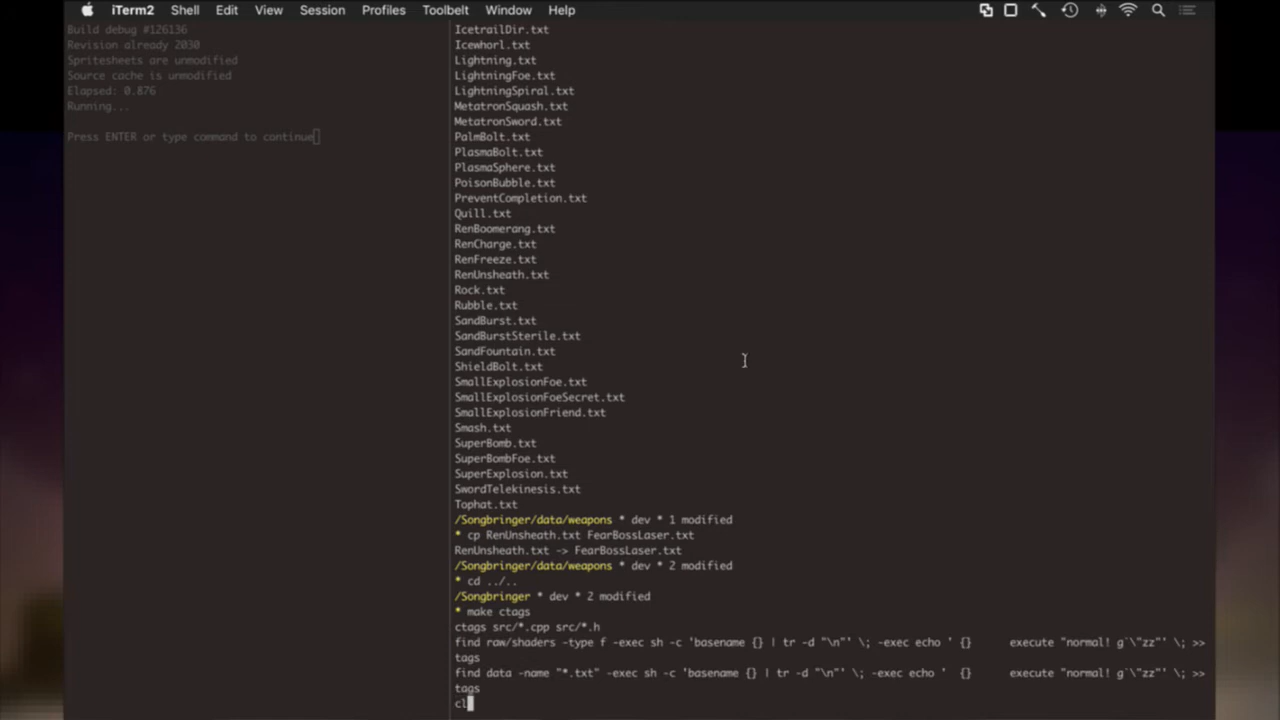 iTerm2 Shell Edit View Session Profiles Toolbelt Window Help
Build debug #126136
Revision already 2030
Spritesheets are unmodified
Source cache is unmodified
Elapsed: 0.876
Running...
Press ENTER or type command to continue
IcetrailDir.txt
Icewhorl.txt
Lightning.txt
LightningFoe.txt
LightningSpiral.txt
MetatronSquash.txt
MetatronSword.txt
PalmBolt.txt
PlasmaBolt.txt
PlasmaSphere.txt
PoisonBubble.txt
PreventCompletion.txt
Quill.txt
RenBoomerang.txt
RenCharge.txt
RenFreeze.txt
RenUnsheath.txt
Rock.txt
Rubble.txt
SandBurst.txt
SandBurstSterile.txt
SandFountain.txt
ShieldBolt.txt
SmallExplosionFoe.txt
SmallExplosionFoeSecret.txt
SmallExplosionFriend.txt
Smash.txt
SuperBomb.txt
SuperBombFoe.txt
SuperExplosion.txt
SwordTelekinesis.txt
Tophat.txt
/Songbringer/data/weapons * dev * 1 modified
* cp RenUnsheath.txt FearBossLaser.txt
RenUnsheath.txt -> FearBossLaser.txt
/Songbringer/data/weapons * dev * 2 modified
* cd ../..
/Songbringer * dev * 2 modified
* make ctags
ctags src/*.cpp src/*.h
find raw/shaders -type f -exec sh -c 'basename {} | tr -d "\n"' \; -exec echo ' {} execute "normal! g`\"zz"' \; >>
tags
find data -name "*.txt" -exec sh -c 'basename {} | tr -d "\n"' \; -exec echo ' {} execute "normal! g`\"zz"' \; >>
tags
cl